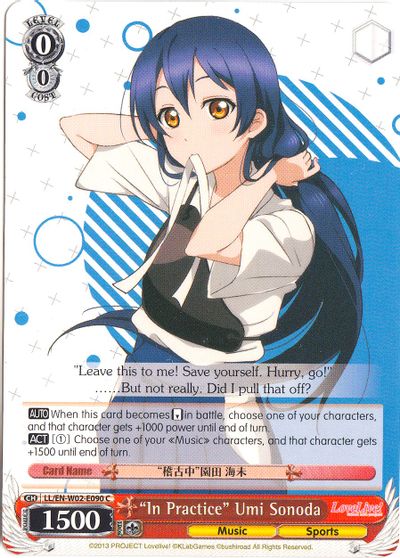 LEVEL
0
0
COST
"Leave this to me! Save yourself. Hurry, go!"
……But not really. Did I pull that off?
AUTO When this card becomes in battle, choose one of your characters,
and that character gets +1000 power until end of turn.
ACT [①] Choose one of your «Music» characters, and that character gets
+1500 until end of turn.
Card Name "稽古中"園田 海未
GH LL/EN-W02-E090 C
"In Practice" Umi Sonoda
LoveLive!
POWER
1500
SOUL
Music
Sports
©2013 PROJECT Lovelive! ©KLabGames ©bushiroad All Rights Reserved.